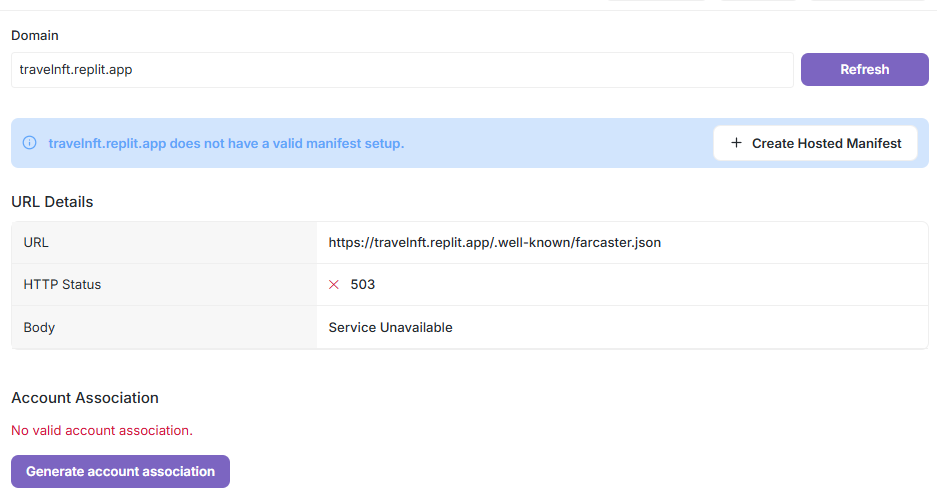 Domain
travelnft.replit.app
Refresh
travelnft.replit.app does not have a valid manifest setup.
+ Create Hosted Manifest
URL Details
URL https://travelnft.replit.app/.well-known/farcaster.json
HTTP Status × 503
Body Service Unavailable
Account Association
No valid account association.
Generate account association